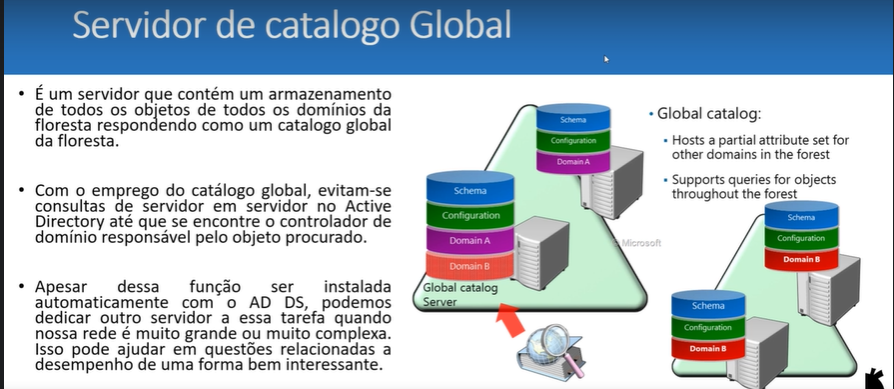 Servidor de catalogo Global
• É um servidor que contém um armazenamento
de todos os objetos de todos os domínios da
floresta respondendo como um catalogo global
da floresta.
• Com o emprego do catálogo global, evitam-se
consultas de servidor em servidor no Active
Directory até que se encontre o controlador de
domínio responsável pelo objeto procurado.
• Apesar dessa função ser instalada
automaticamente com o AD DS, podemos
dedicar outro servidor a essa tarefa quando
nossa rede é muito grande ou muito complexa.
Isso pode ajudar em questões relacionadas a
desempenho de uma forma bem interessante.
Schema
Configuration
Domain A
Schema
Configuration
Domain A
Domain B
Global catalog
Server
© Microsoft
• Global catalog:
▪ Hosts a partial attribute set for
other domains in the forest
▪ Supports queries for objects
throughout the forest
Schema
Configuration
Domain B
Schema
Configuration
Domain B